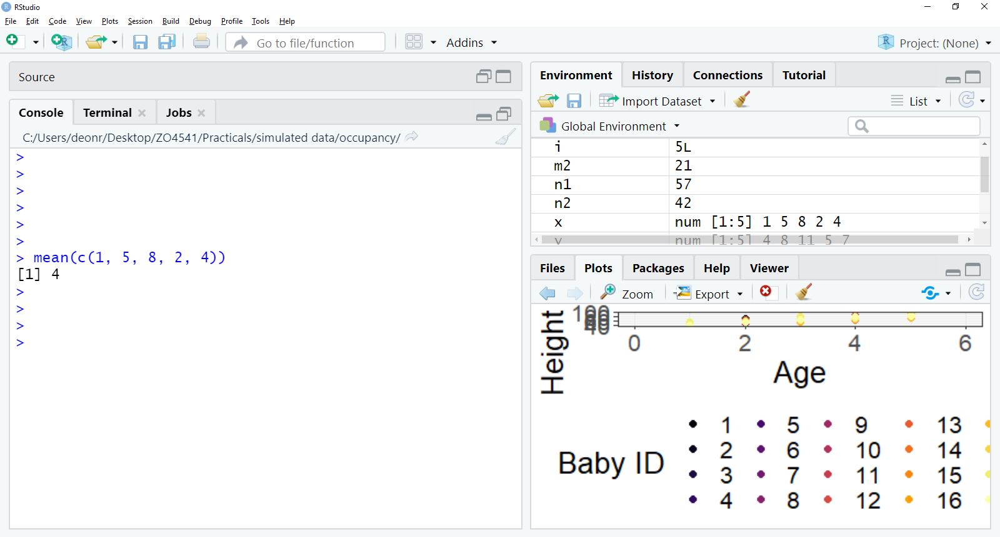 RStudio
File Edit Code View Plots Session Build Debug Profile Tools Help
Go to file/function Addins Project: (None)
Source
Console Terminal Jobs
C:/Users/deonr/Desktop/ZO4541/Practicals/simulated data/occupancy/
>
>
>
>
>
>
> mean(c(1, 5, 8, 2, 4))
[1] 4
>
>
>
>
Environment History Connections Tutorial
Import Dataset List
Global Environment
i 5L
m2 21
n1 57
n2 42
x num [1:5] 1 5 8 2 4
y num [1:5] 4 8 11 5 7
Files Plots Packages Help Viewer
Zoom Export
Height
100
40
0 2 4 6
Age
Baby ID
1 5 9 13
2 6 10 14
3 7 11 15
4 8 12 16